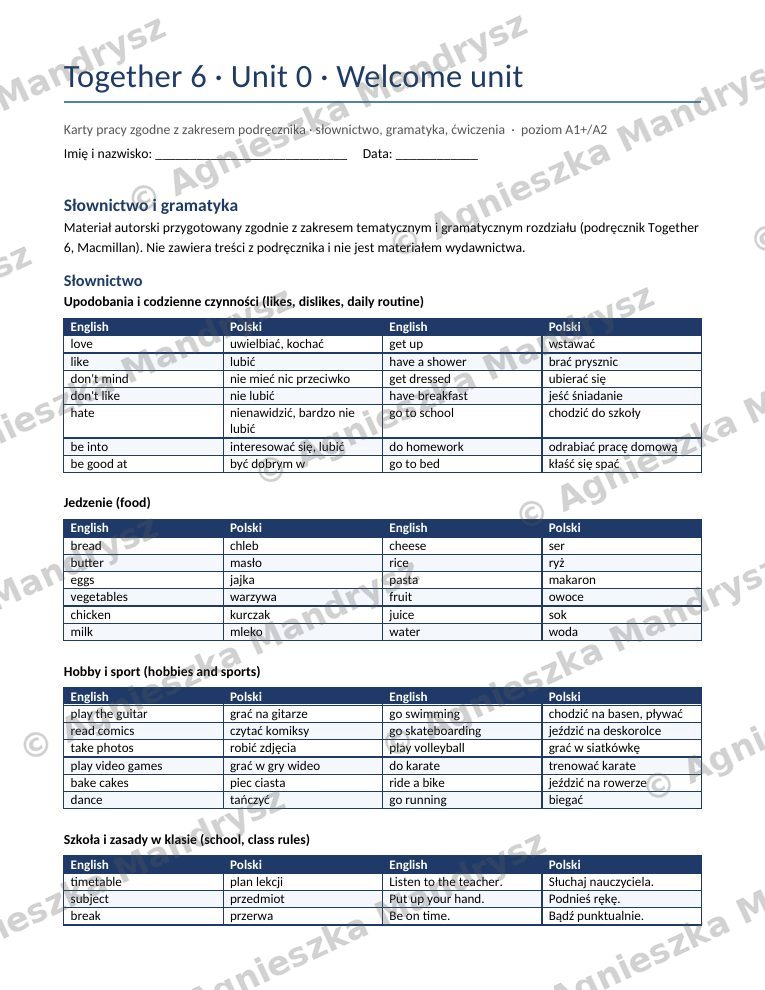 Together 6 · Unit 0 · Welcome unit
Karty pracy zgodne z zakresem podręcznika · słownictwo, gramatyka, ćwiczenia · poziom A1+/A2
Imię i nazwisko: ____________________________ Data: ____________
Słownictwo i gramatyka
Materiał autorski przygotowany zgodnie z zakresem tematycznym i gramatycznym rozdziału (podręcznik Together
6, Macmillan). Nie zawiera treści z podręcznika i nie jest materiałem wydawnictwa.
Słownictwo
Upodobania i codzienne czynności (likes, dislikes, daily routine)
English Polski English Polski
love uwielbiać, kochać get up wstawać
like lubić have a shower brać prysznic
don't mind nie mieć nic przeciwko get dressed ubierać się
don't like nie lubić have breakfast jeść śniadanie
hate nienawidzić, bardzo nie go to school chodzić do szkoły
lubić
be into interesować się, lubić do homework odrabiać pracę domową
be good at być dobrym w go to bed kłaść się spać
Jedzenie (food)
English Polski English Polski
bread chleb cheese ser
butter masło rice ryż
eggs jajka pasta makaron
vegetables warzywa fruit owoce
chicken kurczak juice sok
milk mleko water woda
Hobby i sport (hobbies and sports)
English Polski English Polski
play the guitar grać na gitarze go swimming chodzić na basen, pływać
read comics czytać komiksy go skateboarding jeździć na deskorolce
take photos robić zdjęcia play volleyball grać w siatkówkę
play video games grać w gry wideo do karate trenować karate
bake cakes piec ciasta ride a bike jeździć na rowerze
dance tańczyć go running biegać
Szkoła i zasady w klasie (school, class rules)
English Polski English Polski
timetable plan lekcji Listen to the teacher. Słuchaj nauczyciela.
subject przedmiot Put up your hand. Podnieś rękę.
break przerwa Be on time. Bądź punktualnie.
© Agnieszka Mandrysz